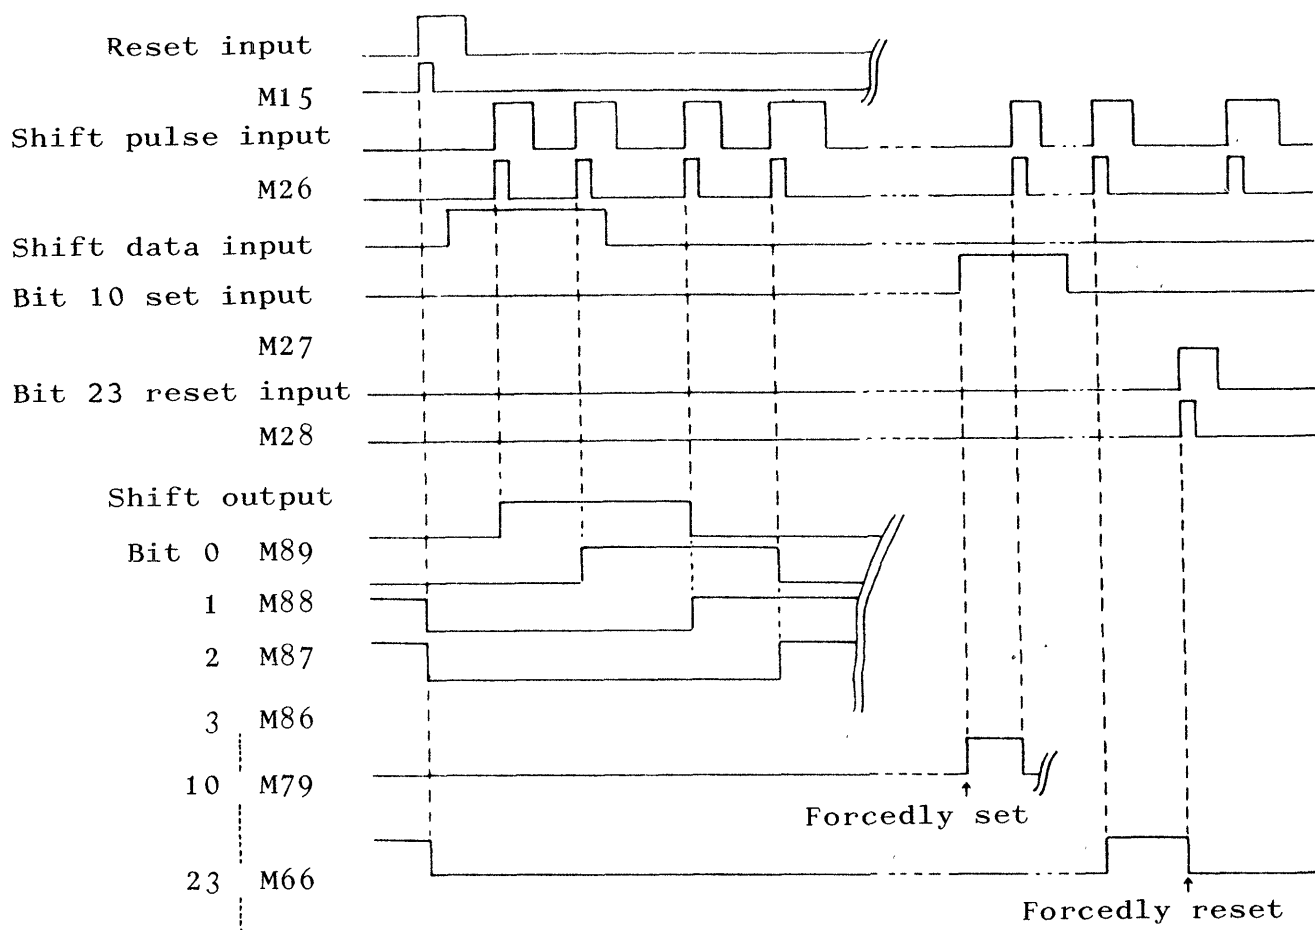 Reset input
M15
Shift pulse input
M26
Shift data input
Bit 10 set input
M27
Bit 23 reset input
M28
Shift output
Bit 0 M89
1 M88
2 M87
3 M86
10 M79
Forcedly set
23 M66
Forcedly reset